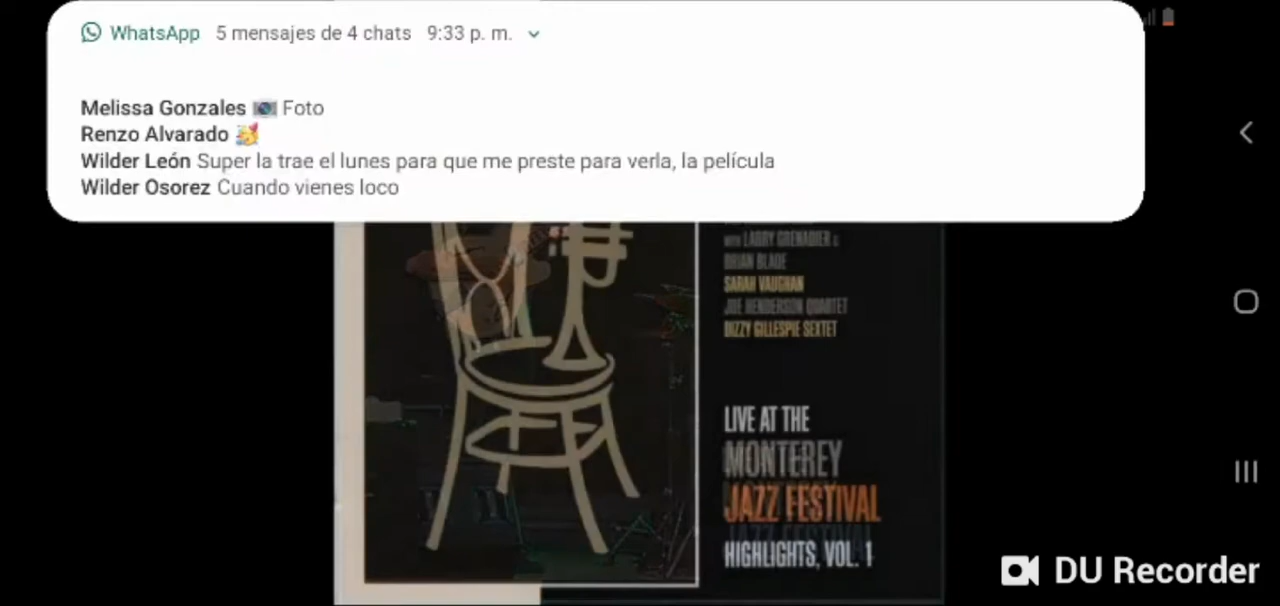 WhatsApp 5 mensajes de 4 chats 9:33 p. m.
Melissa Gonzales 📷 Foto
Renzo Alvarado 🥳
Wilder León Super la trae el lunes para que me preste para verla, la película
Wilder Osorez Cuando vienes loco
WITH LARRY GRENADIER &
BRIAN BLADE
SARAH VAUGHAN
JOE HENDERSON QUARTET
DIZZY GILLESPIE SEXTET
LIVE AT THE
MONTEREY
JAZZ FESTIVAL
HIGHLIGHTS, VOL. 1
DU Recorder